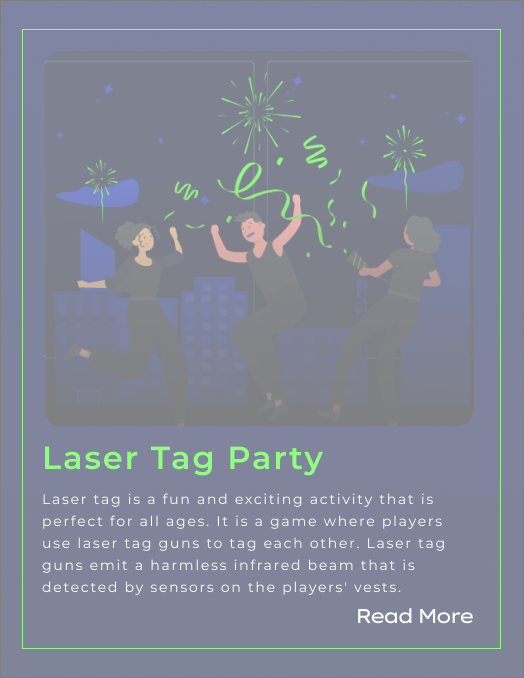 Laser Tag Party
Laser tag is a fun and exciting activity that is
perfect for all ages. It is a game where players
use laser tag guns to tag each other. Laser tag
guns emit a harmless infrared beam that is
detected by sensors on the players' vests.
Read More